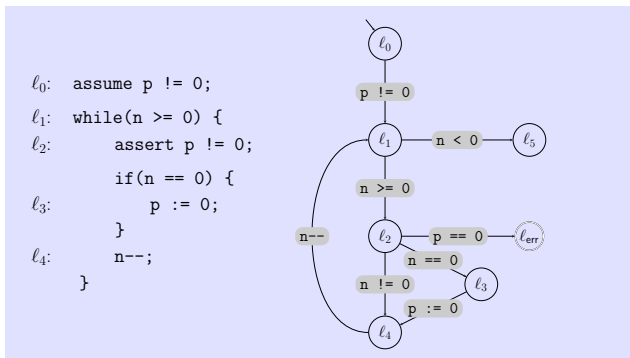 ℓ0: assume p != 0;
ℓ1: while(n >= 0) {
ℓ2: assert p != 0;
if(n == 0) {
ℓ3: p := 0;
}
ℓ4: n--;
}
ℓ0
p != 0
ℓ1
n < 0
ℓ5
n >= 0
n--
ℓ2
p == 0
ℓerr
n == 0
n != 0
ℓ3
p := 0
ℓ4